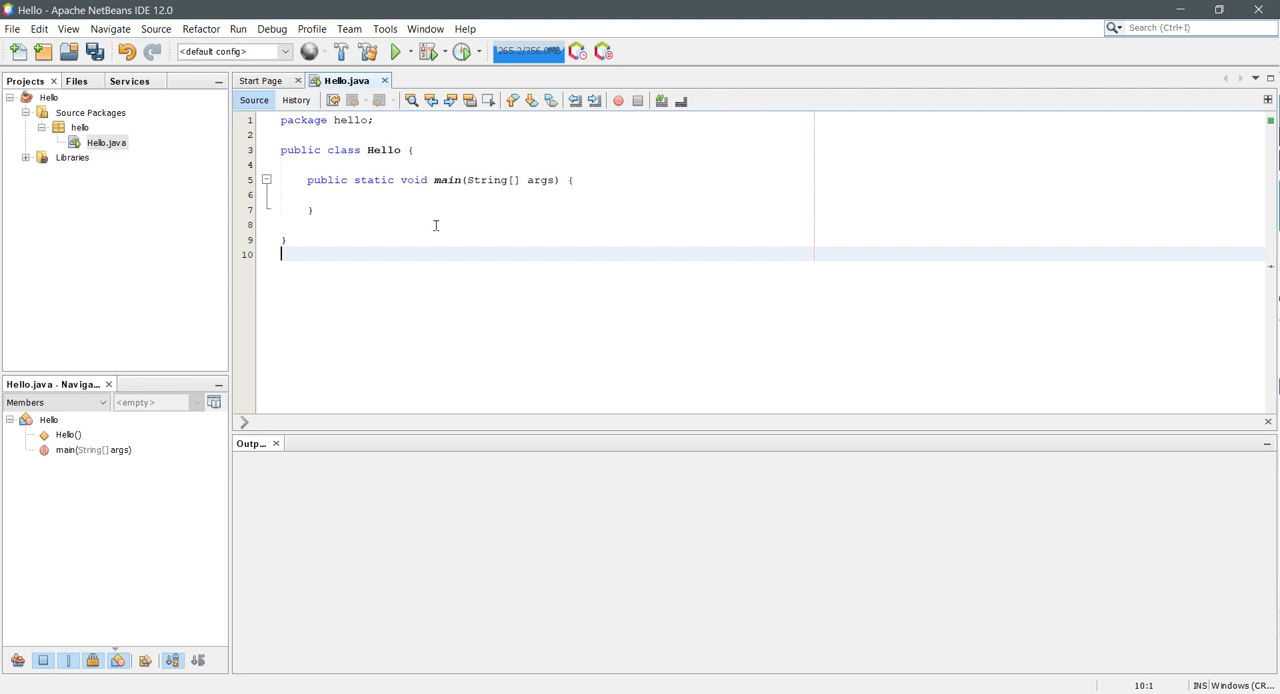 Hello - Apache NetBeans IDE 12.0
File Edit View Navigate Source Refactor Run Debug Profile Team Tools Window Help
Search (Ctrl+I)
<default config>
265.2/356.0MB
Projects Files Services
Start Page Hello.java
Hello
Source Packages
hello
Hello.java
Libraries
Source History
1 package hello;
2
3 public class Hello {
4
5 public static void main(String[] args) {
6
7 }
8
9 }
10
Hello.java - Naviga...
Members <empty>
Hello
Hello()
main(String[] args)
Outp...
10:1 INS Windows (CR...